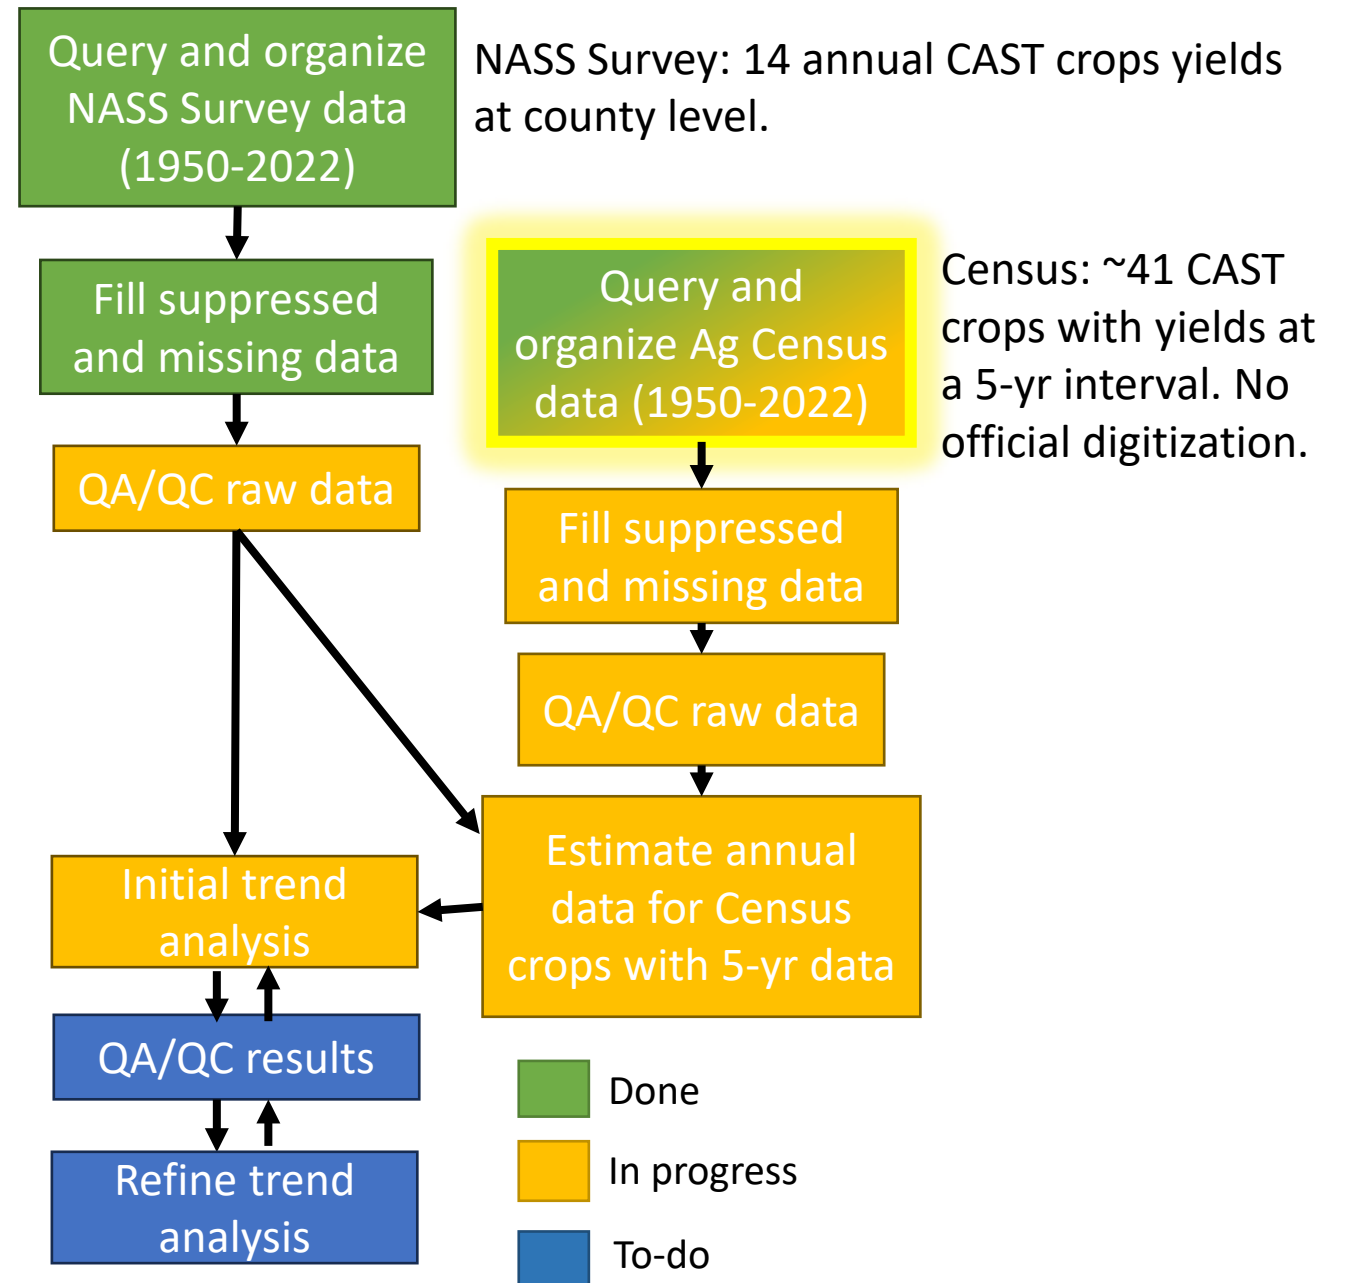 Query and organize
NASS Survey data
(1950-2022)
NASS Survey: 14 annual CAST crops yields
at county level.
Fill suppressed
and missing data
Query and
organize Ag Census
data (1950-2022)
Census: ~41 CAST
crops with yields at
a 5-yr interval. No
official digitization.
QA/QC raw data
Fill suppressed
and missing data
QA/QC raw data
Estimate annual
data for Census
crops with 5-yr data
Initial trend
analysis
QA/QC results
Refine trend
analysis
Done
In progress
To-do